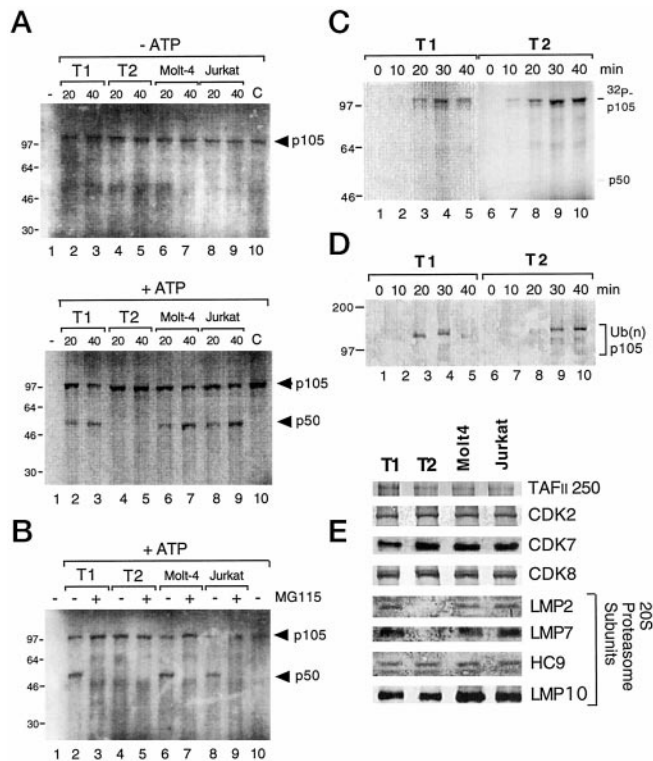 A
- ATP
T1 T2 Molt-4 Jurkat
- 20 40 20 40 20 40 20 40 C
97-
64-
46-
30-
p105
1 2 3 4 5 6 7 8 9 10
+ ATP
T1 T2 Molt-4 Jurkat
- 20 40 20 40 20 40 20 40 C
97-
64-
46-
30-
p105
p50
1 2 3 4 5 6 7 8 9 10
B
+ ATP
T1 T2 Molt-4 Jurkat
- - + - + - + - + - MG115
97-
64-
46-
30-
p105
p50
1 2 3 4 5 6 7 8 9 10
C
T1 T2
0 10 20 30 40 0 10 20 30 40 min
97-
64-
46-
32P-
p105
p50
1 2 3 4 5 6 7 8 9 10
D
T1 T2
0 10 20 30 40 0 10 20 30 40 min
200
97-
Ub(n)
p105
1 2 3 4 5 6 7 8 9 10
E
T1 T2 Molt4 Jurkat
TAFII 250
CDK2
CDK7
CDK8
LMP2
LMP7
HC9
LMP10
20S
Proteasome
Subunits